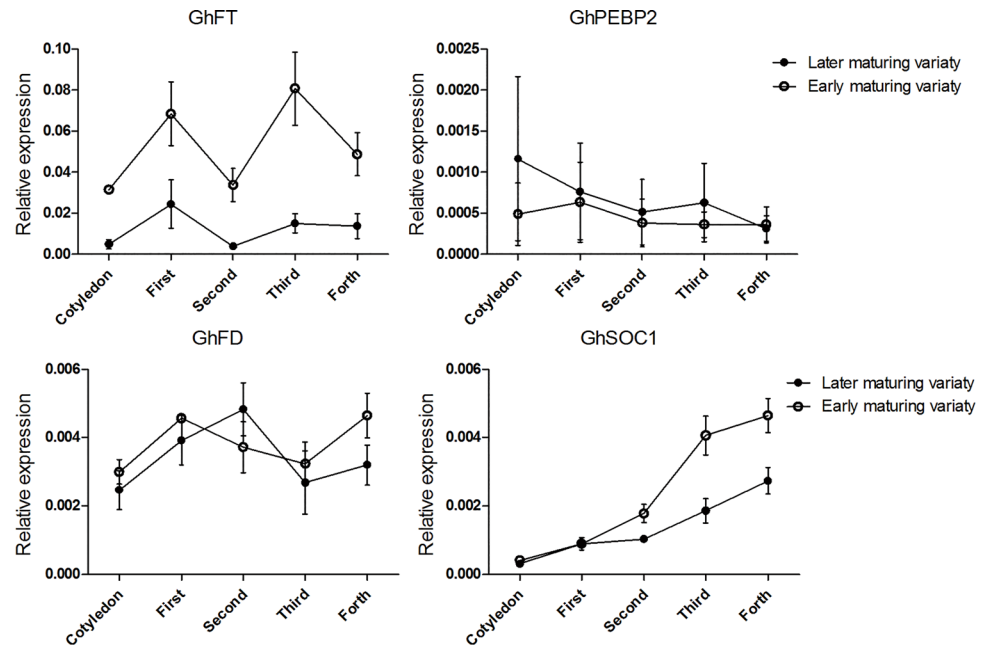 GhFT
Relative expression
0.10
0.08
0.06
0.04
0.02
0.00
Cotyledon
First
Second
Third
Forth
GhPEBP2
Relative expression
0.0025
0.0020
0.0015
0.0010
0.0005
0.0000
Cotyledon
First
Second
Third
Forth
Later maturing variaty
Early maturing variaty
GhFD
Relative expression
0.006
0.004
0.002
0.000
Cotyledon
First
Second
Third
Forth
GhSOC1
Relative expression
0.006
0.004
0.002
0.000
Cotyledon
First
Second
Third
Forth
Later maturing variaty
Early maturing variaty